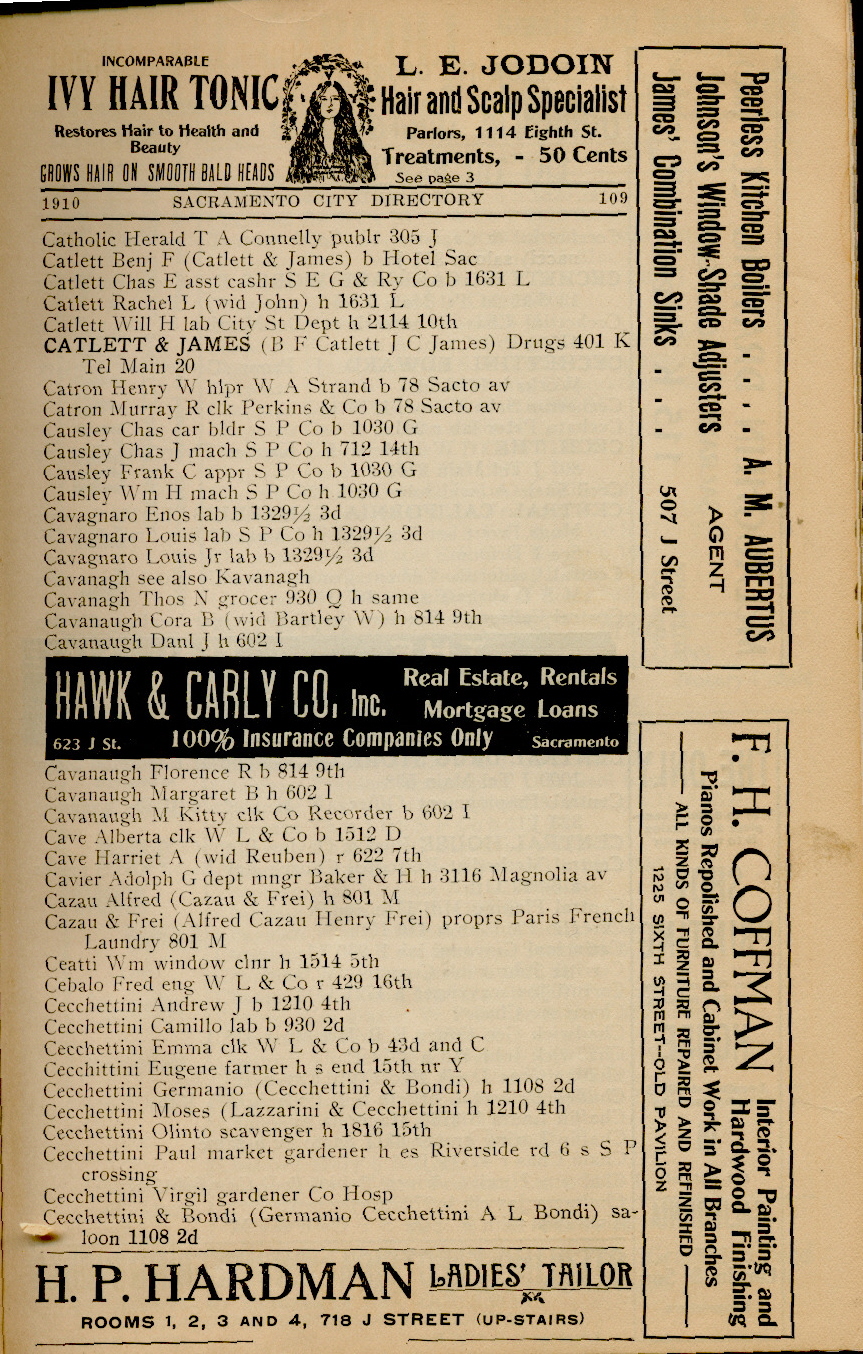 INCOMPARABLE
IVY HAIR TONIC
Restores Hair to Health and
Beauty
GROWS HAIR ON SMOOTH BALD HEADS
L. E. JODOIN
Hair and Scalp Specialist
Parlors, 1114 Eighth St.
Treatments, - 50 Cents
See page 3
1910 SACRAMENTO CITY DIRECTORY 109
Catholic Herald T A Connelly publr 305 J
Catlett Benj F (Catlett & James) b Hotel Sac
Catlett Chas E asst cashr S E G & Ry Co b 1631 L
Catlett Rachel L (wid John) h 1631 L
Catlett Will H lab City St Dept h 2114 10th
CATLETT & JAMES (B F Catlett J C James) Drugs 401 K
Tel Main 20
Catron Henry W hlpr W A Strand b 78 Sacto av
Catron Murray R clk Perkins & Co b 78 Sacto av
Causley Chas car bldr S P Co b 1030 G
Causley Chas J mach S P Co h 712 14th
Causley Frank C appr S P Co b 1030 G
Causley Wm H mach S P Co h 1030 G
Cavagnaro Enos lab b 1329½ 3d
Cavagnaro Louis lab S P Co h 1329½ 3d
Cavagnaro Louis Jr lab b 1329½ 3d
Cavanagh see also Kavanagh
Cavanagh Thos N grocer 930 Q h same
Cavanaugh Cora B (wid Bartley W) h 814 9th
Cavanaugh Danl J h 602 I
HAWK & CARLY CO, Inc.
Real Estate, Rentals
Mortgage Loans
623 J St. 100% Insurance Companies Only Sacramento
Cavanaugh Florence R b 814 9th
Cavanaugh Margaret B h 602 I
Cavanaugh M Kitty clk Co Recorder b 602 I
Cave Alberta clk W L & Co b 1512 D
Cave Harriet A (wid Reuben) r 622 7th
Cavier Adolph G dept mngr Baker & H h 3116 Magnolia av
Cazau Alfred (Cazau & Frei) h 801 M
Cazau & Frei (Alfred Cazau Henry Frei) proprs Paris French
Laundry 801 M
Ceatti Wm window clnr h 1514 5th
Cebalo Fred eng W L & Co r 429 16th
Cecchettini Andrew J b 1210 4th
Cecchettini Camillo lab b 930 2d
Cecchettini Emma clk W L & Co b 43d and C
Cecchittini Eugene farmer h s end 15th nr Y
Cecchettini Germanio (Cecchettini & Bondi) h 1108 2d
Cecchettini Moses (Lazzarini & Cecchettini h 1210 4th
Cecchettini Olinto scavenger h 1816 15th
Cecchettini Paul market gardener h es Riverside rd 6 s S P
crossing
Cecchettini Virgil gardener Co Hosp
Cecchettini & Bondi (Germanio Cecchettini A L Bondi) sa-
loon 1108 2d
H. P. HARDMAN LADIES' TAILOR
ROOMS 1, 2, 3 AND 4, 718 J STREET (UP-STAIRS)
Peerless Kitchen Boilers . . . . A. M. AUBERTUS
Johnson's Window-Shade Adjusters AGENT
James' Combination Sinks . . . 507 J Street
F. H. COFFMAN Interior Painting and
Hardwood Finishing
Pianos Repolished and Cabinet Work in All Branches
ALL KINDS OF FURNITURE REPAIRED AND REFINISHED
1225 SIXTH STREET--OLD PAVILION